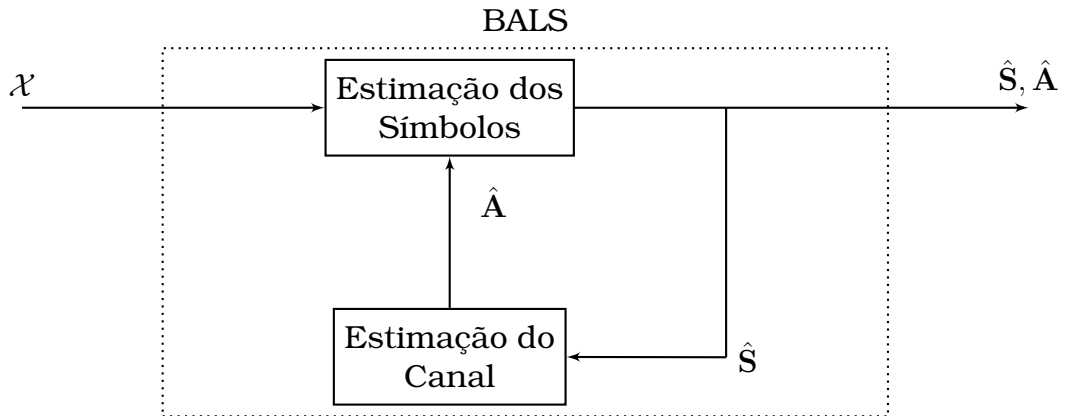 BALS
𝒳
Estimação dos
Símbolos
Ŝ, Â
Â
Estimação do
Canal
Ŝ